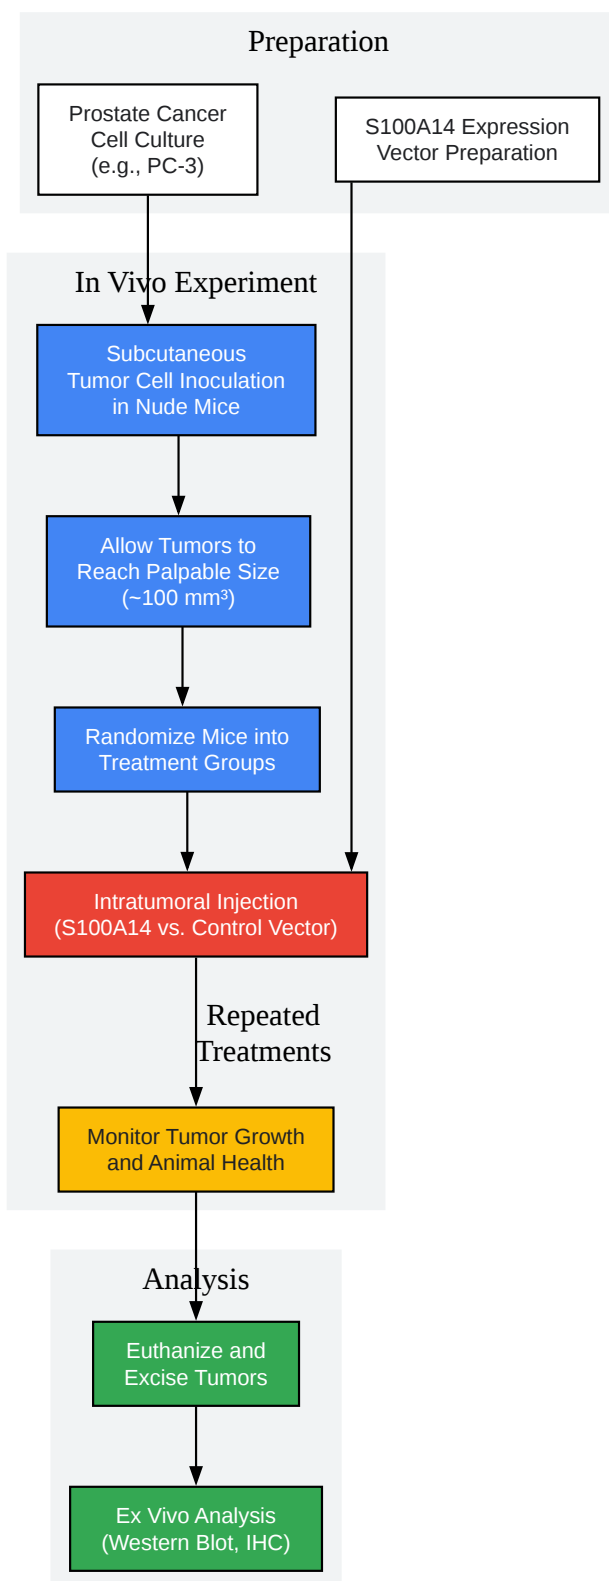 Preparation
Prostate Cancer
Cell Culture
(e.g., PC-3)
S100A14 Expression
Vector Preparation
In Vivo Experiment
Subcutaneous
Tumor Cell Inoculation
in Nude Mice
Allow Tumors to
Reach Palpable Size
(~100 mm³)
Randomize Mice into
Treatment Groups
Intratumoral Injection
(S100A14 vs. Control Vector)
Repeated
Treatments
Monitor Tumor Growth
and Animal Health
Analysis
Euthanize and
Excise Tumors
Ex Vivo Analysis
(Western Blot, IHC)